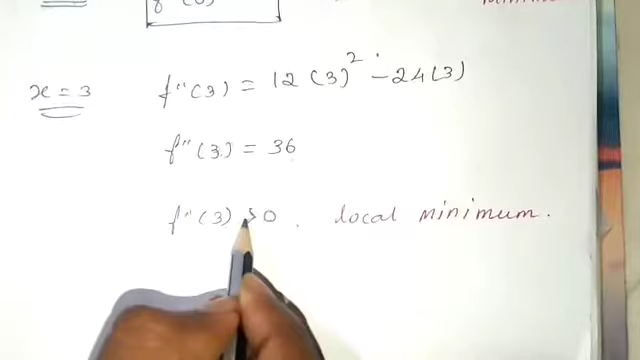 x = 3
f''(3) = 12(3)² - 24(3)
f''(3) = 36
f''(3) > 0. local minimum.